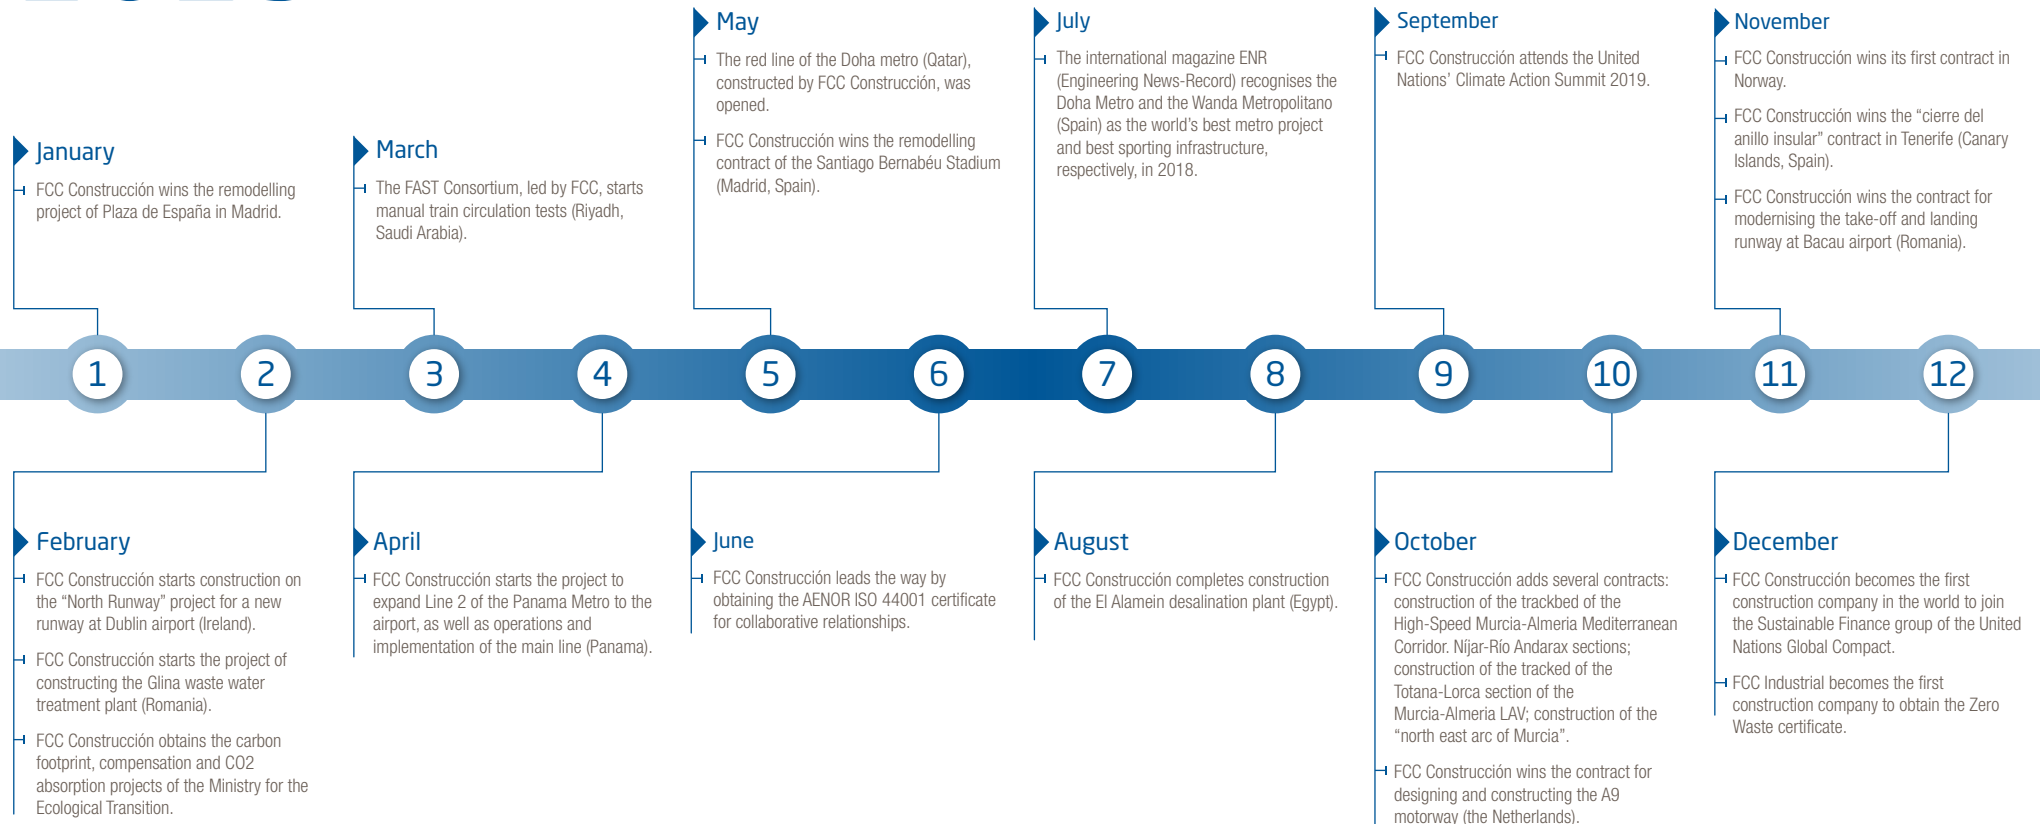 January
FCC Construcción wins the remodelling
project of Plaza de España in Madrid.
March
The FAST Consortium, led by FCC, starts
manual train circulation tests (Riyadh,
Saudi Arabia).
May
The red line of the Doha metro (Qatar),
constructed by FCC Construcción, was
opened.
FCC Construcción wins the remodelling
contract of the Santiago Bernabéu Stadium
(Madrid, Spain).
July
The international magazine ENR
(Engineering News-Record) recognises the
Doha Metro and the Wanda Metropolitano
(Spain) as the world's best metro project
and best sporting infrastructure,
respectively, in 2018.
September
FCC Construcción attends the United
Nations' Climate Action Summit 2019.
November
FCC Construcción wins its first contract in
Norway.
FCC Construcción wins the “cierre del
anillo insular” contract in Tenerife (Canary
Islands, Spain).
FCC Construcción wins the contract for
modernising the take-off and landing
runway at Bacau airport (Romania).
1 2 3 4 5 6 7 8 9 10 11 12
February
FCC Construcción starts construction on
the “North Runway” project for a new
runway at Dublin airport (Ireland).
FCC Construcción starts the project of
constructing the Glina waste water
treatment plant (Romania).
FCC Construcción obtains the carbon
footprint, compensation and CO2
absorption projects of the Ministry for the
Ecological Transition.
April
FCC Construcción starts the project to
expand Line 2 of the Panama Metro to the
airport, as well as operations and
implementation of the main line (Panama).
June
FCC Construcción leads the way by
obtaining the AENOR ISO 44001 certificate
for collaborative relationships.
August
FCC Construcción completes construction
of the El Alamein desalination plant (Egypt).
October
FCC Construcción adds several contracts:
construction of the trackbed of the
High-Speed Murcia-Almeria Mediterranean
Corridor. Níjar-Río Andarax sections;
construction of the tracked of the
Totana-Lorca section of the
Murcia-Almeria LAV; construction of the
“north east arc of Murcia”.
FCC Construcción wins the contract for
designing and constructing the A9
motorway (the Netherlands).
December
FCC Construcción becomes the first
construction company in the world to join
the Sustainable Finance group of the United
Nations Global Compact.
FCC Industrial becomes the first
construction company to obtain the Zero
Waste certificate.